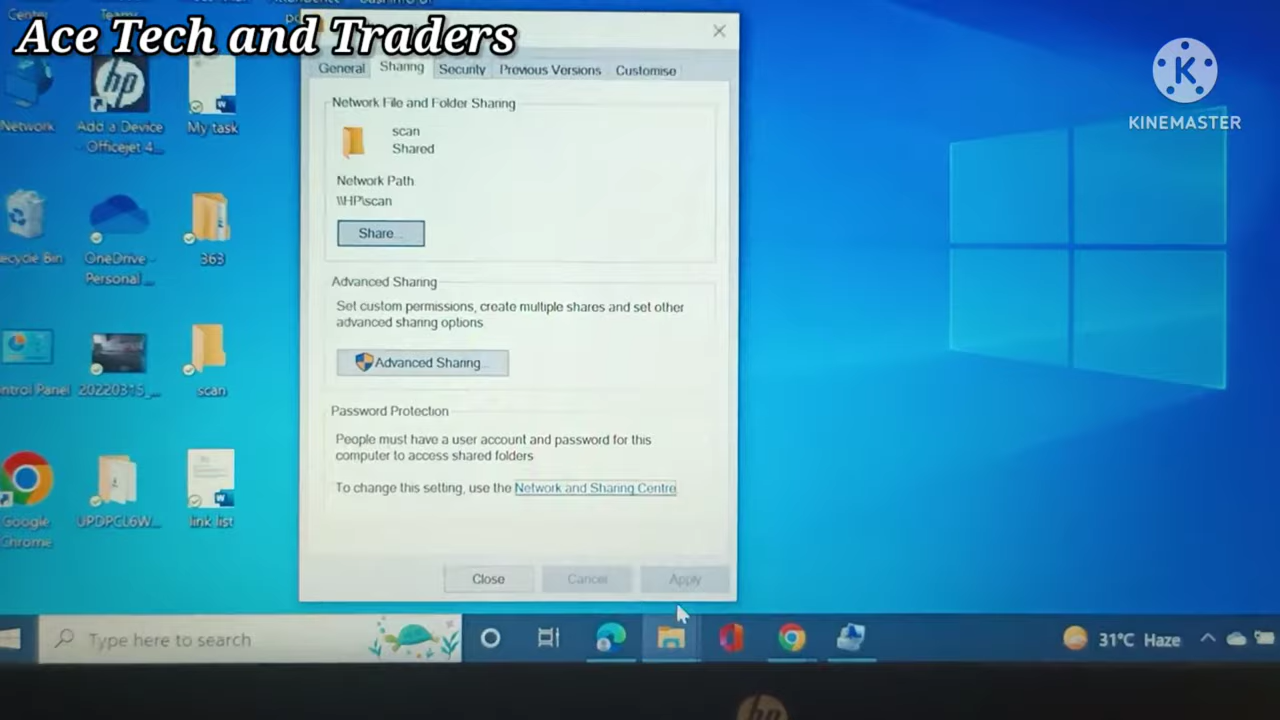 Ace Tech and Traders
KINEMASTER
General
Sharing
Security
Previous Versions
Customise
Network File and Folder Sharing
scan
Shared
Network Path
\\HP\scan
Share...
Advanced Sharing
Set custom permissions, create multiple shares and set other
advanced sharing options
Advanced Sharing...
Password Protection
People must have a user account and password for this
computer to access shared folders
To change this setting, use the Network and Sharing Centre
Close
Cancel
Apply
Network
Add a Device
- Officejet 4...
My task
ecycle Bin
OneDrive -
Personal
363
ntrol Panel
20220315_...
scan
Google
Chrome
UPDPCL6W...
link list
Type here to search
31°C Haze
hp